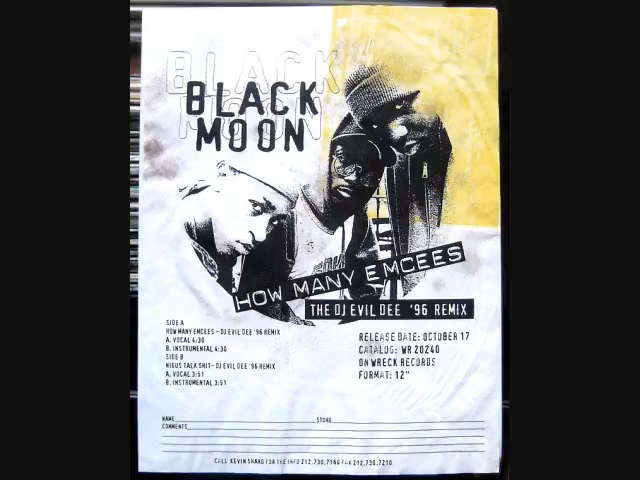 BLACK
MOON
BLACK
MOON
HOW MANY EMCEES
THE DJ EVIL DEE '96 REMIX
SIDE A
HOW MANY EMCEES - DJ EVIL DEE '96 REMIX
A. VOCAL 4:30
B. INSTRUMENTAL 4:30
SIDE B
NIGUS TALK SHIT- DJ EVIL DEE '96 REMIX
A. VOCAL 3:51
B. INSTRUMENTAL 3:51
RELEASE DATE: OCTOBER 17
CATALOG: WR 20240
ON WRECK RECORDS
FORMAT: 12"
NAME STORE
COMMENTS
CALL KEVIN SHAND FOR THE INFO 212.730.7160 FAX 212.730.7210